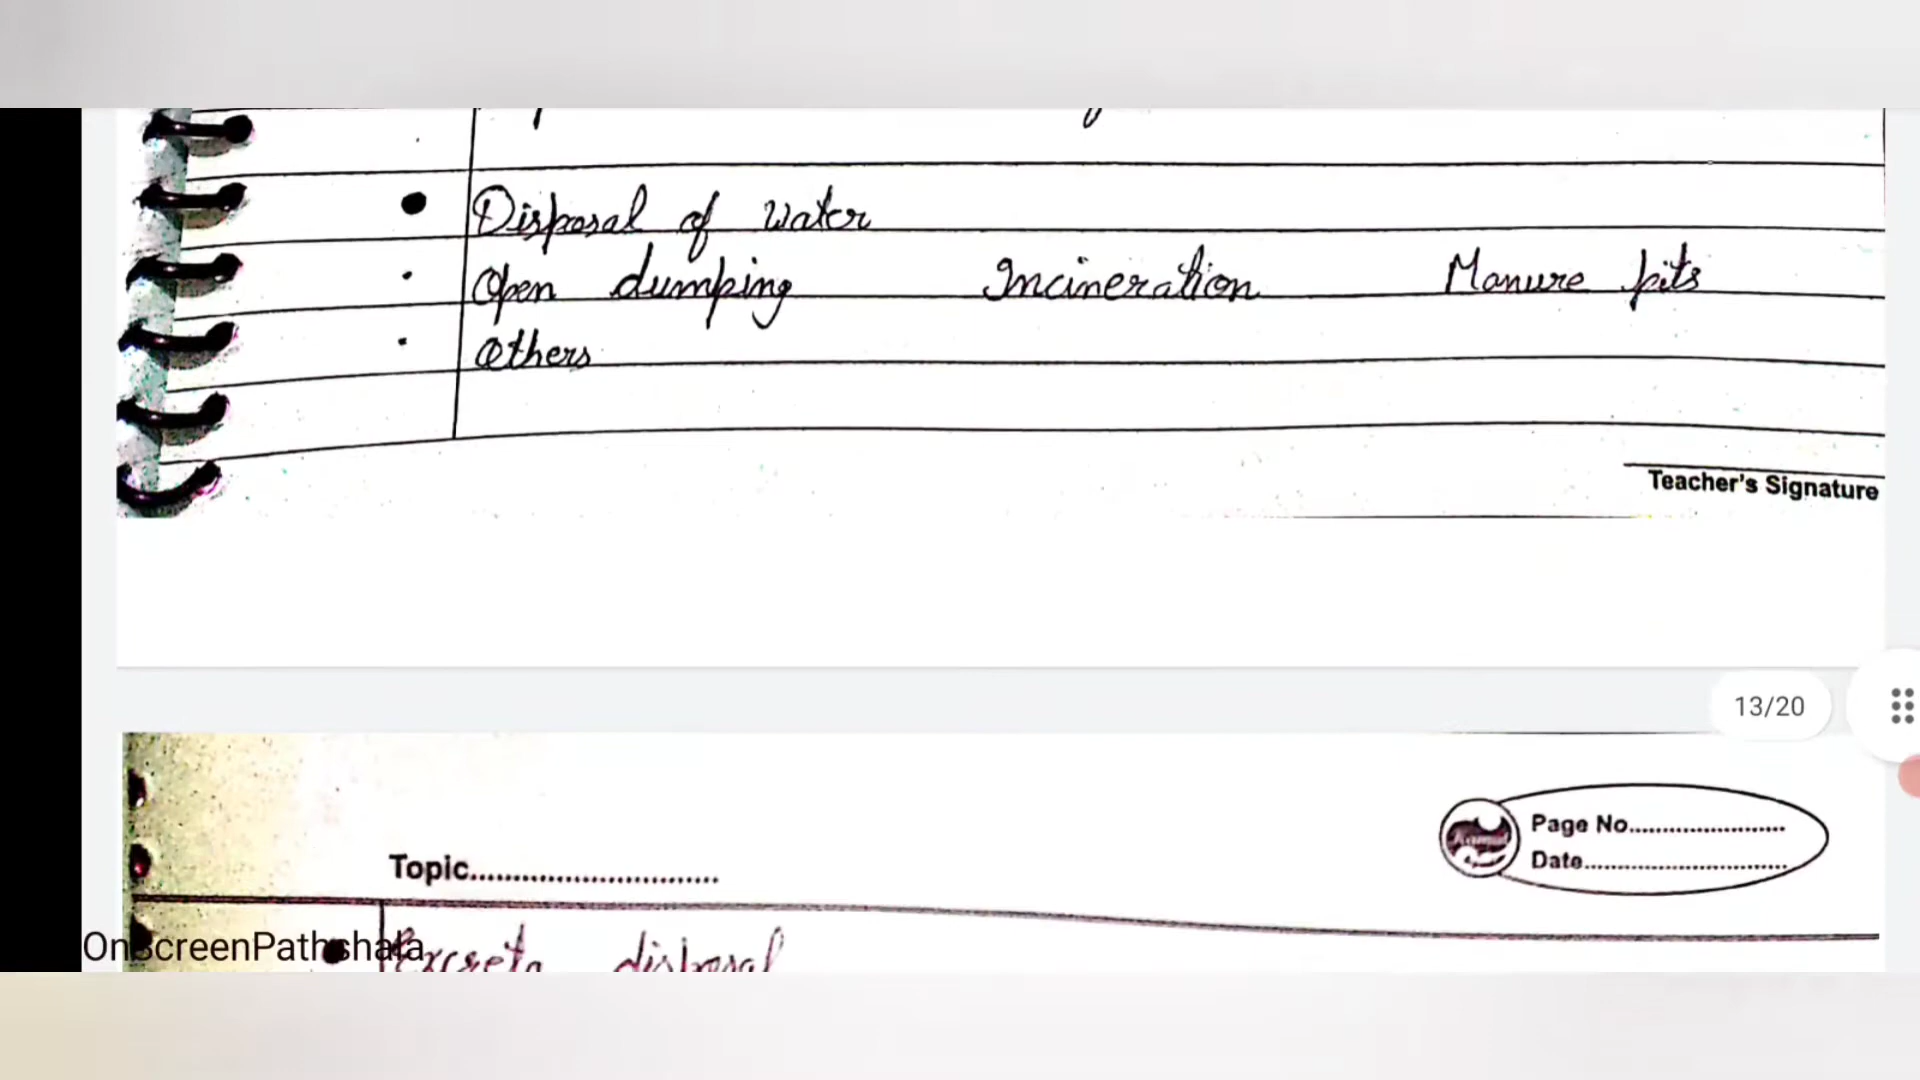 • Disposal of water
• Open dumping Incineration Manure pits
• Others
Teacher's Signature
13/20
Page No.
Date
Topic
OnScreenPathshala
• Excreta disposal